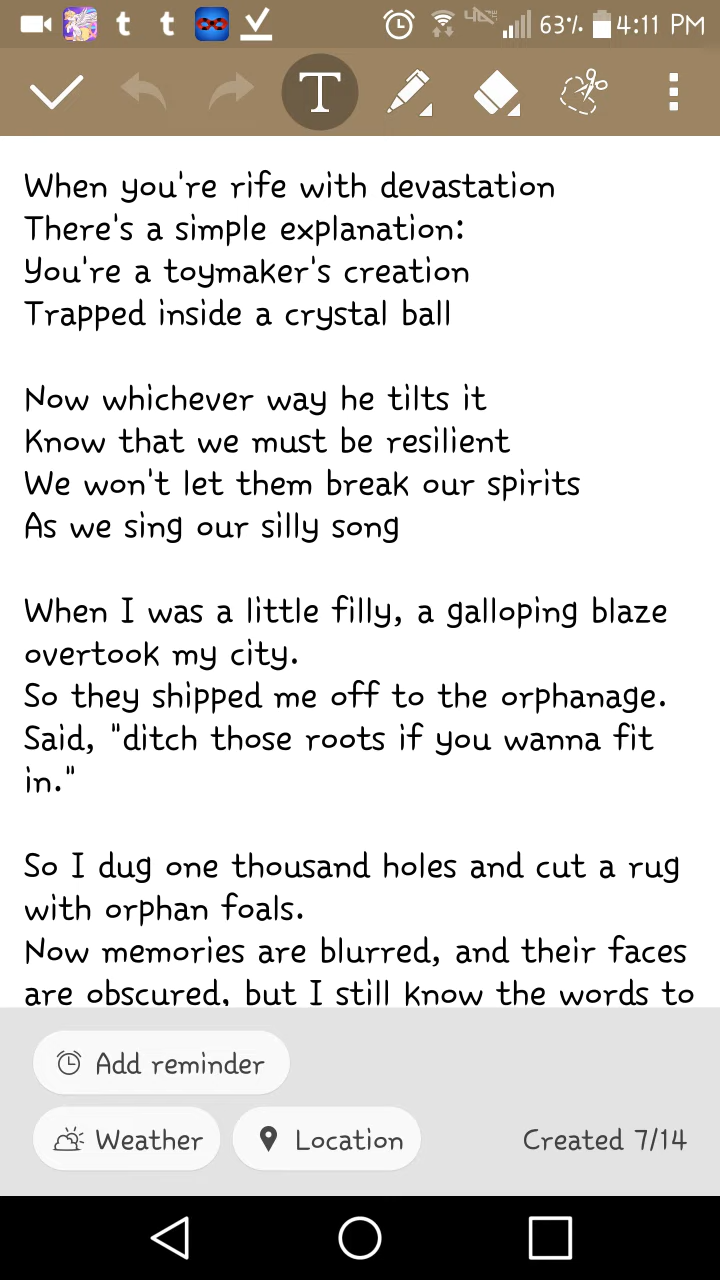 t t 4G 63% 4:11 PM
T
When you're rife with devastation
There's a simple explanation:
You're a toymaker's creation
Trapped inside a crystal ball
Now whichever way he tilts it
Know that we must be resilient
We won't let them break our spirits
As we sing our silly song
When I was a little filly, a galloping blaze
overtook my city.
So they shipped me off to the orphanage.
Said, "ditch those roots if you wanna fit
in."
So I dug one thousand holes and cut a rug
with orphan foals.
Now memories are blurred, and their faces
are obscured, but I still know the words to
Add reminder
Weather
Location
Created 7/14